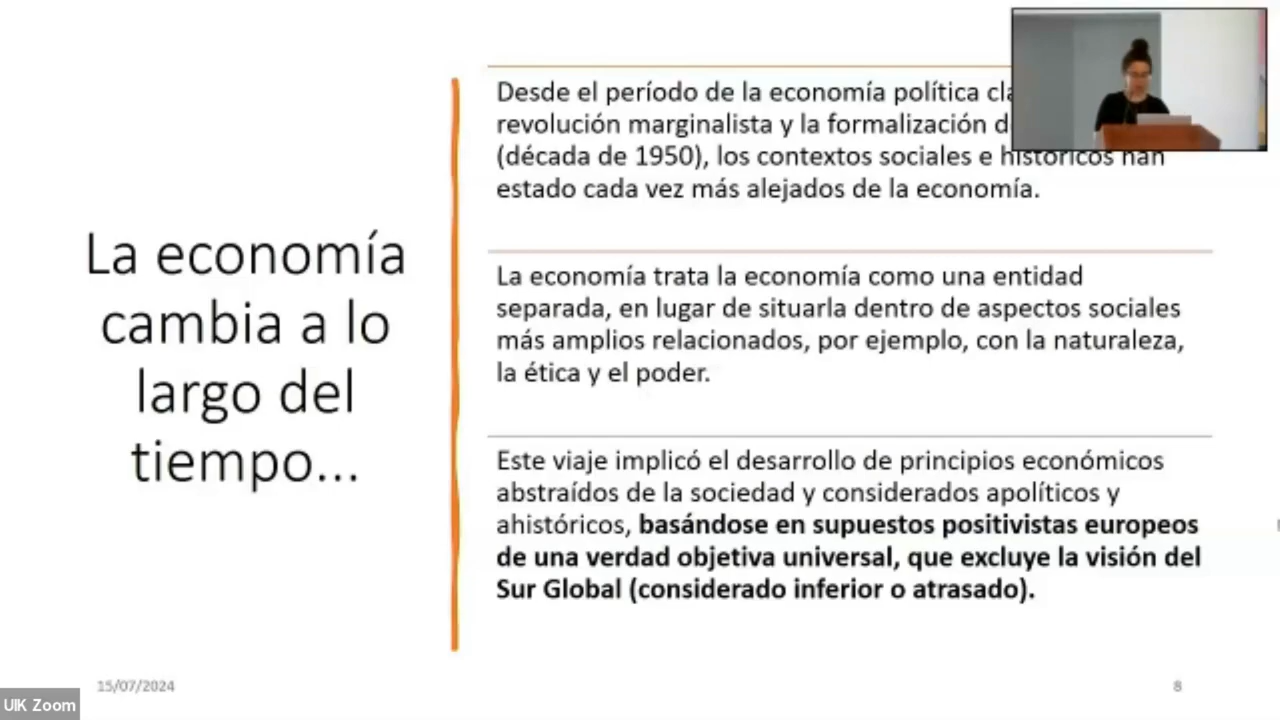 La economía
cambia a lo
largo del
tiempo...
Desde el período de la economía política
revolución marginalista y la formalización
(década de 1950), los contextos sociales e históricos han
estado cada vez más alejados de la economía.
La economía trata la economía como una entidad
separada, en lugar de situarla dentro de aspectos sociales
más amplios relacionados, por ejemplo, con la naturaleza,
la ética y el poder.
Este viaje implicó el desarrollo de principios económicos
abstraídos de la sociedad y considerados apolíticos y
ahistóricos, basándose en supuestos positivistas europeos
de una verdad objetiva universal, que excluye la visión del
Sur Global (considerado inferior o atrasado).
15/07/2024
8
UIK Zoom